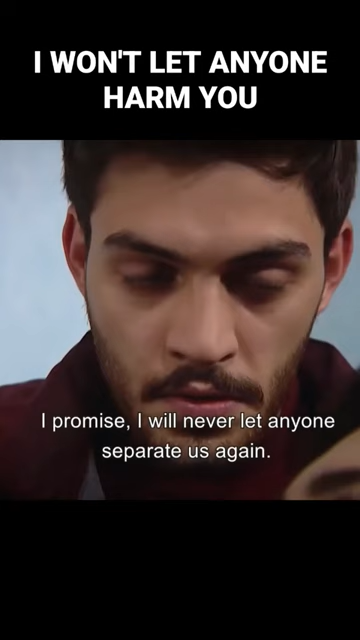 I WON'T LET ANYONE
HARM YOU
I promise, I will never let anyone
separate us again.